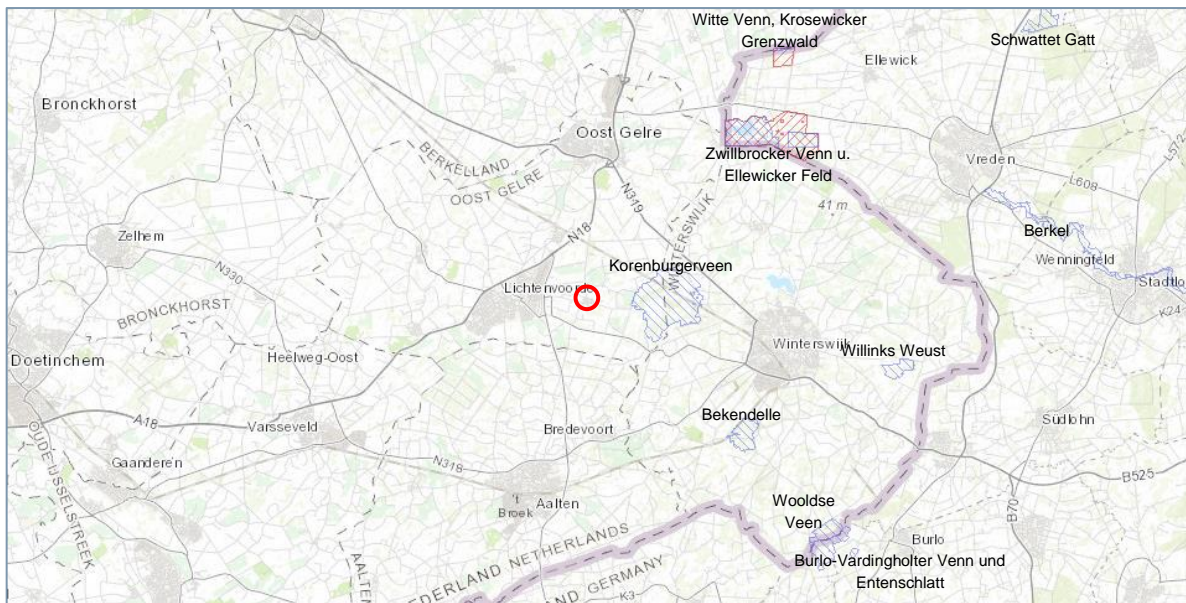 Witte Venn, Krosewicker
Grenzwald
Schwattet Gatt
Ellewick
Bronckhorst
Oost Gelre
BERKELLAND
OOST GELRE
N319
Zwillbrocker Venn u.
Ellewicker Feld
Vreden
L572
L608
41 m
Berkel
Wenningfeld
Zelhem
N18
WINTERSWIJK
Korenburgerveen
N330
Lichtenvoorde
K24
BRONCKHORST
Doetinchem
Heelweg-Oost
Winterswijk
Willinks Weust
A18
Varsseveld
Bekendelle
Bredevoort
Südlohn
OUDE IJSSELSTREEK
Gaanderen
N318
B525
't
Broek
Aalten
Wooldse
Veen
B70
Burlo
AALTEN
NETHERLANDS
Burlo-Vardingholter Venn und
Entenschlatt
GERMANY
K3